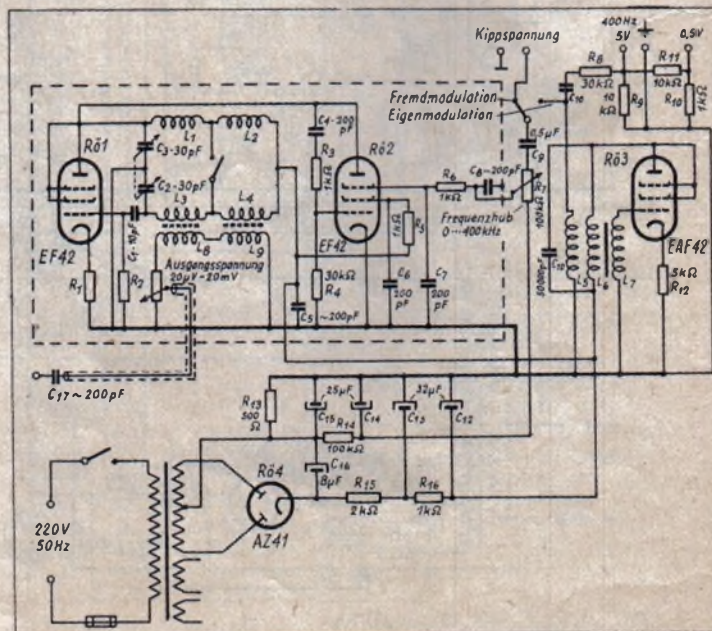 Kippspannung
400Hz
5V
0,5V
Fremdmodulation
Eigenmodulation
R8
30kΩ
R11
10kΩ
C10
10
kΩ
R9
R10
1kΩ
0,5µF
C9
L1
L2
C3-30pF
C2-30pF
L3
L4
L8
L9
Rö1
EF42
C1-10pF
R1
R2
Ausgangsspannung
20µV-20mV
C4-200
pF
R3
1kΩ
Rö2
EF42
30kΩ
R4
C5~200pF
1kΩ
R5
C6
200
pF
C7
200
pF
R6
1kΩ
C8-200pF
R7
100kΩ
Frequenzhub
0···400kHz
Rö3
EAF42
L5
L6
L7
5kΩ
R12
C17~200pF
R13
500
Ω
25µF
C15
C14
R14
100kΩ
32µF
C13
C12
C16
8µF
R15
2kΩ
R16
1kΩ
Rö4
AZ41
220V
50Hz